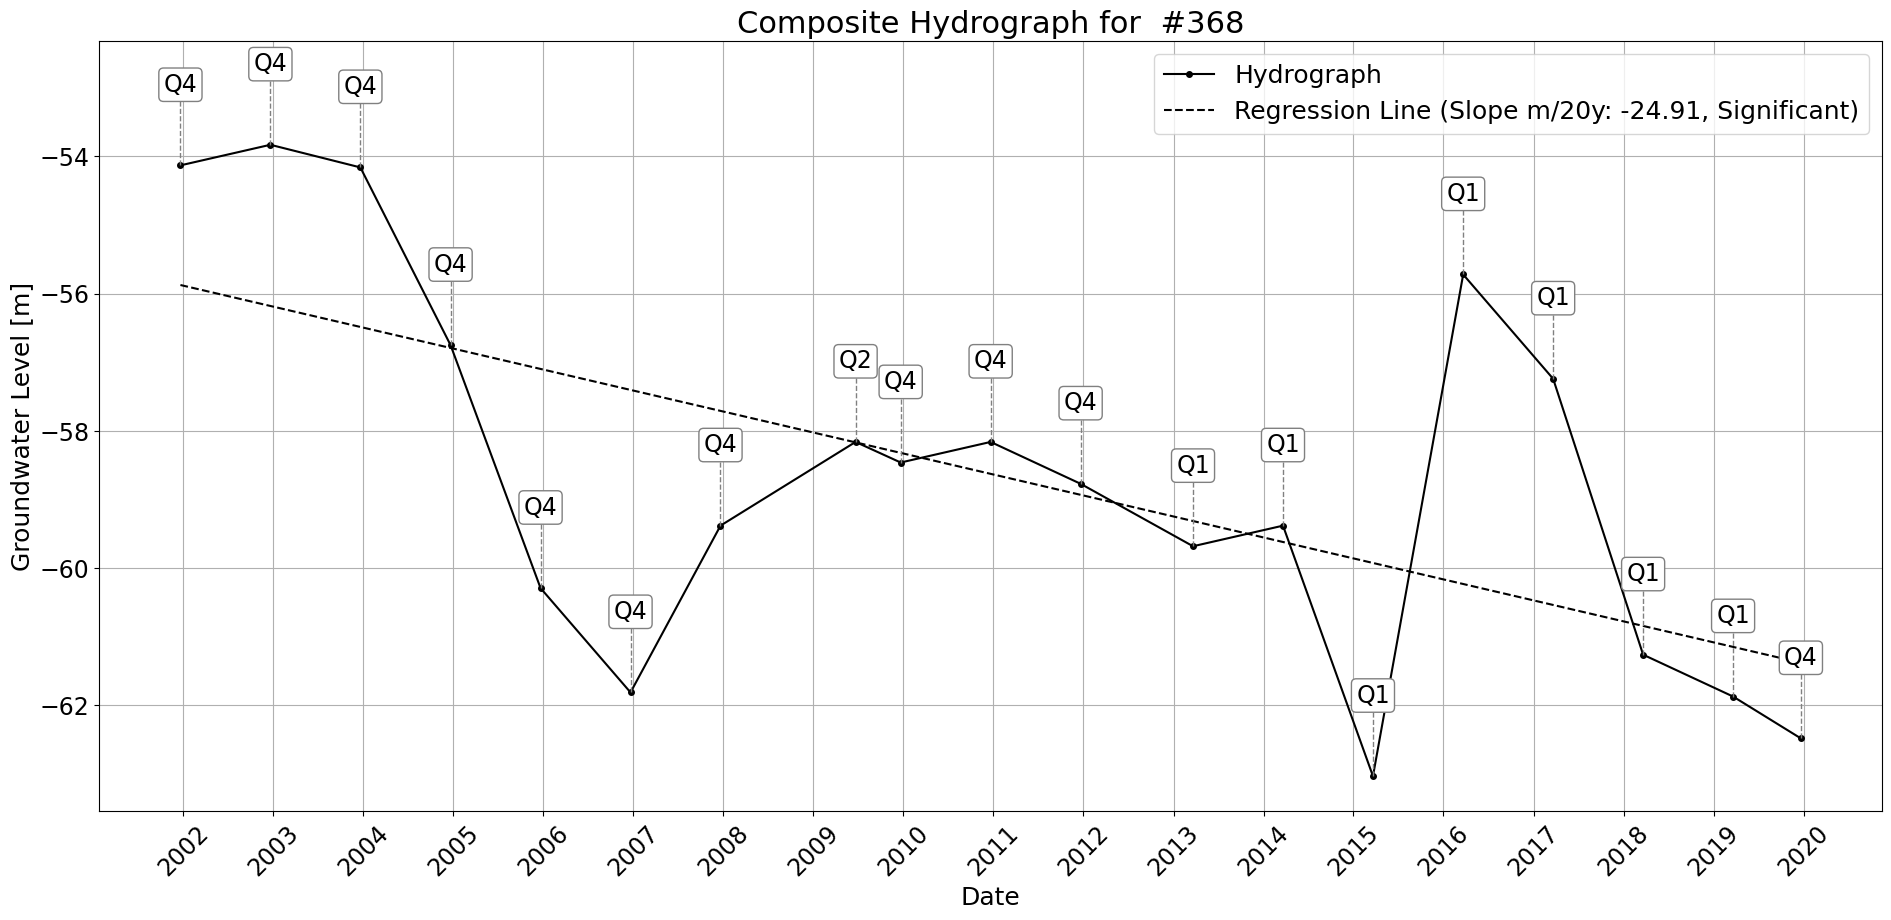 Composite Hydrograph for  #368
Hydrograph
Regression Line (Slope m/20y: -24.91, Significant)
Q4
Q4
Q4
Q4
Q4
Q4
Q4
Q2
Q4
Q4
Q4
Q1
Q1
Q1
Q1
Q1
Q1
Q1
Q4
Groundwater Level [m]
−54
−56
−58
−60
−62
2002
2003
2004
2005
2006
2007
2008
2009
2010
2011
2012
2013
2014
2015
2016
2017
2018
2019
2020
Date